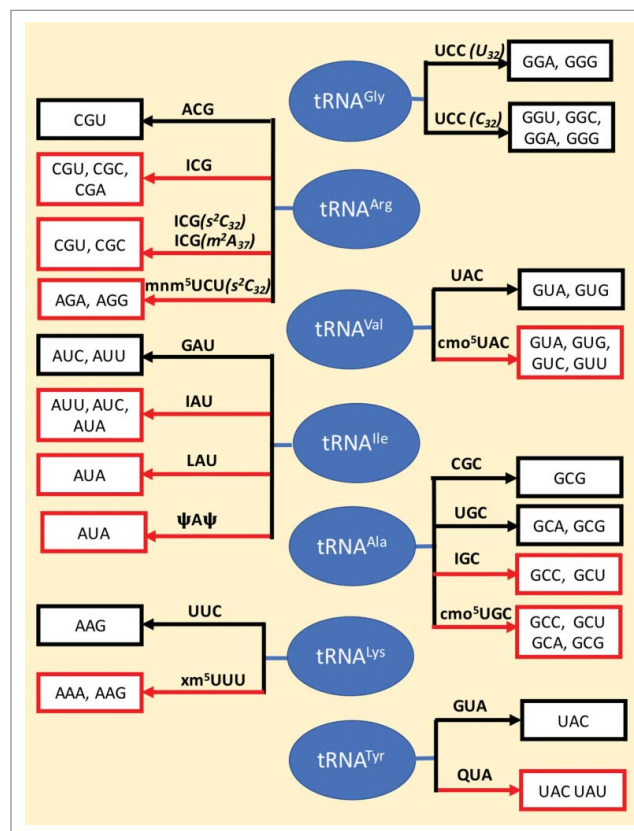 tRNA^Gly
UCC (U₃₂)
GGA, GGG
UCC (C₃₂)
GGU, GGC,
GGA, GGG
tRNA^Arg
ACG
CGU
ICG
CGU, CGC,
CGA
ICG(s²C₃₂)
ICG(m²A₃₇)
CGU, CGC
mnm⁵UCU(s²C₃₂)
AGA, AGG
tRNA^Val
UAC
GUA, GUG
cmo⁵UAC
GUA, GUG,
GUC, GUU
tRNA^Ile
GAU
AUC, AUU
IAU
AUU, AUC,
AUA
LAU
AUA
ΨAΨ
AUA
tRNA^Ala
CGC
GCG
UGC
GCA, GCG
IGC
GCC, GCU
cmo⁵UGC
GCC, GCU
GCA, GCG
tRNA^Lys
UUC
AAG
xm⁵UUU
AAA, AAG
tRNA^Tyr
GUA
UAC
QUA
UAC UAU